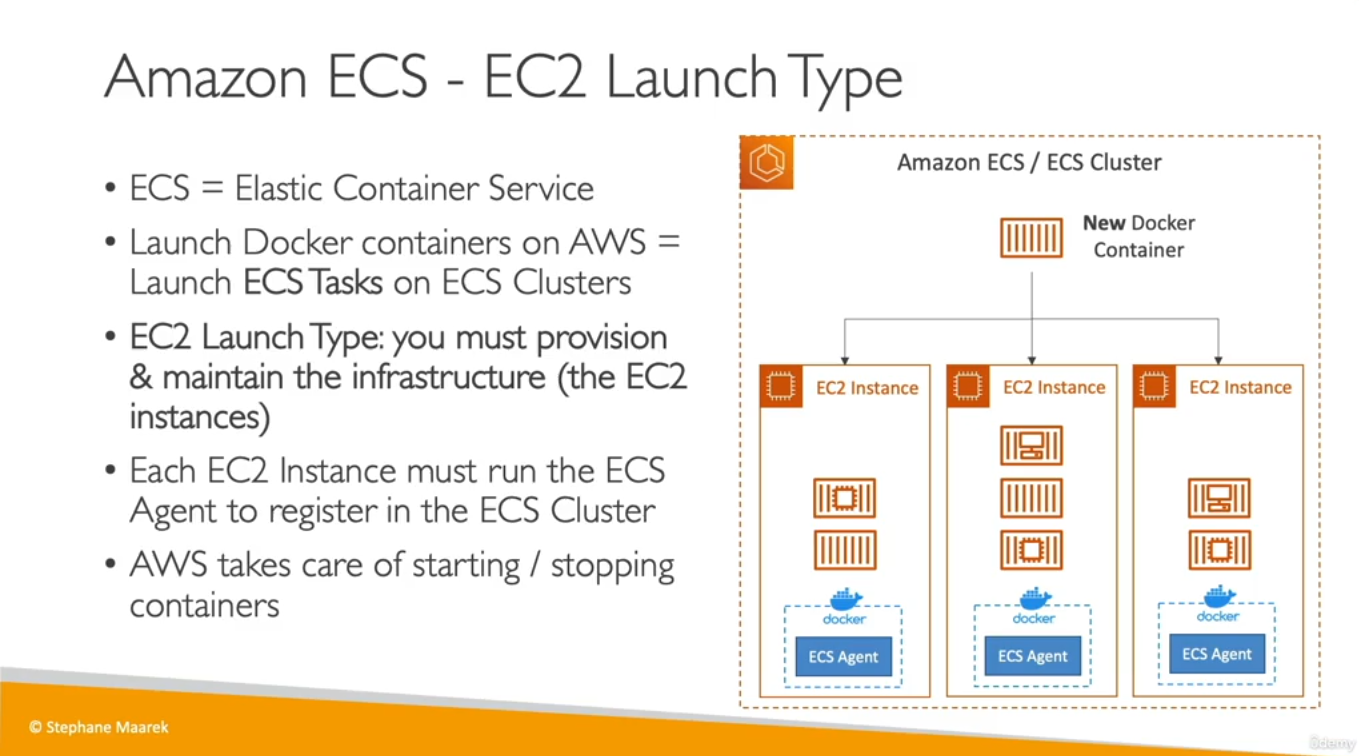 Amazon ECS - EC2 Launch Type
• ECS = Elastic Container Service
• Launch Docker containers on AWS =
Launch ECS Tasks on ECS Clusters
• EC2 Launch Type: you must provision
& maintain the infrastructure (the EC2
instances)
• Each EC2 Instance must run the ECS
Agent to register in the ECS Cluster
• AWS takes care of starting / stopping
containers
Amazon ECS / ECS Cluster
New Docker
Container
EC2 Instance
EC2 Instance
EC2 Instance
docker
docker
docker
ECS Agent
ECS Agent
ECS Agent
© Stephane Maarek
ûdemy